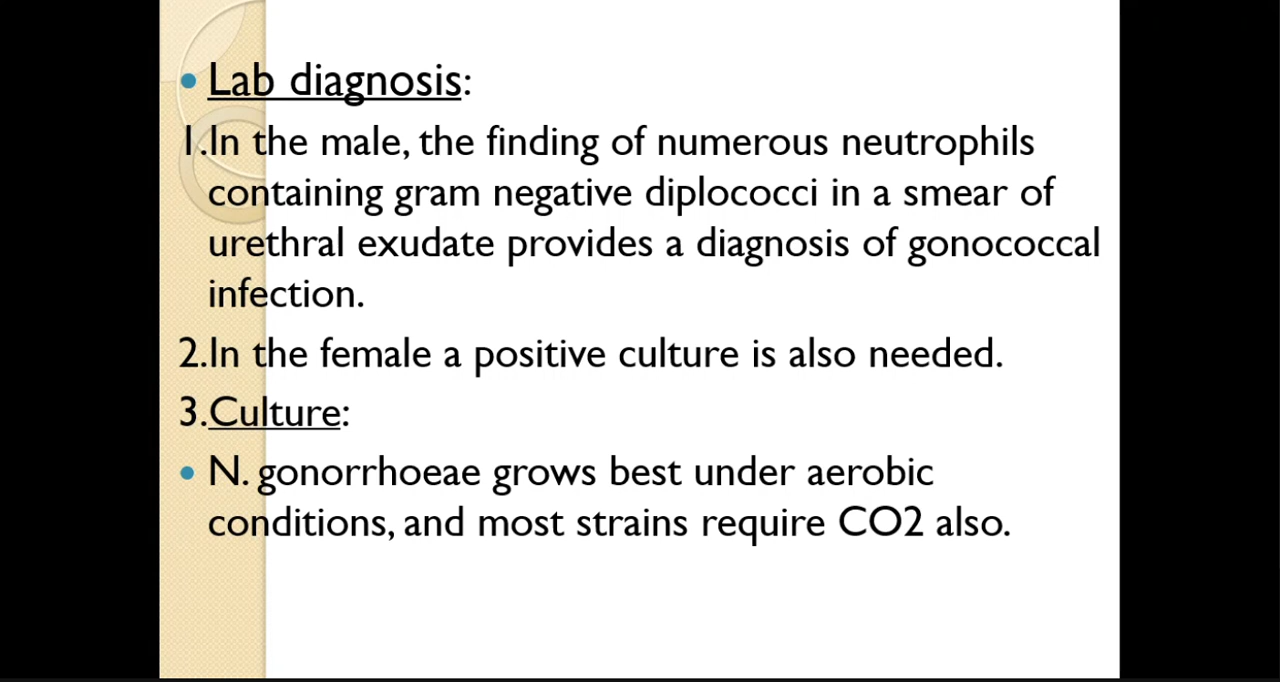 • Lab diagnosis:
1.In the male, the finding of numerous neutrophils
containing gram negative diplococci in a smear of
urethral exudate provides a diagnosis of gonococcal
infection.
2.In the female a positive culture is also needed.
3.Culture:
• N. gonorrhoeae grows best under aerobic
conditions, and most strains require CO2 also.